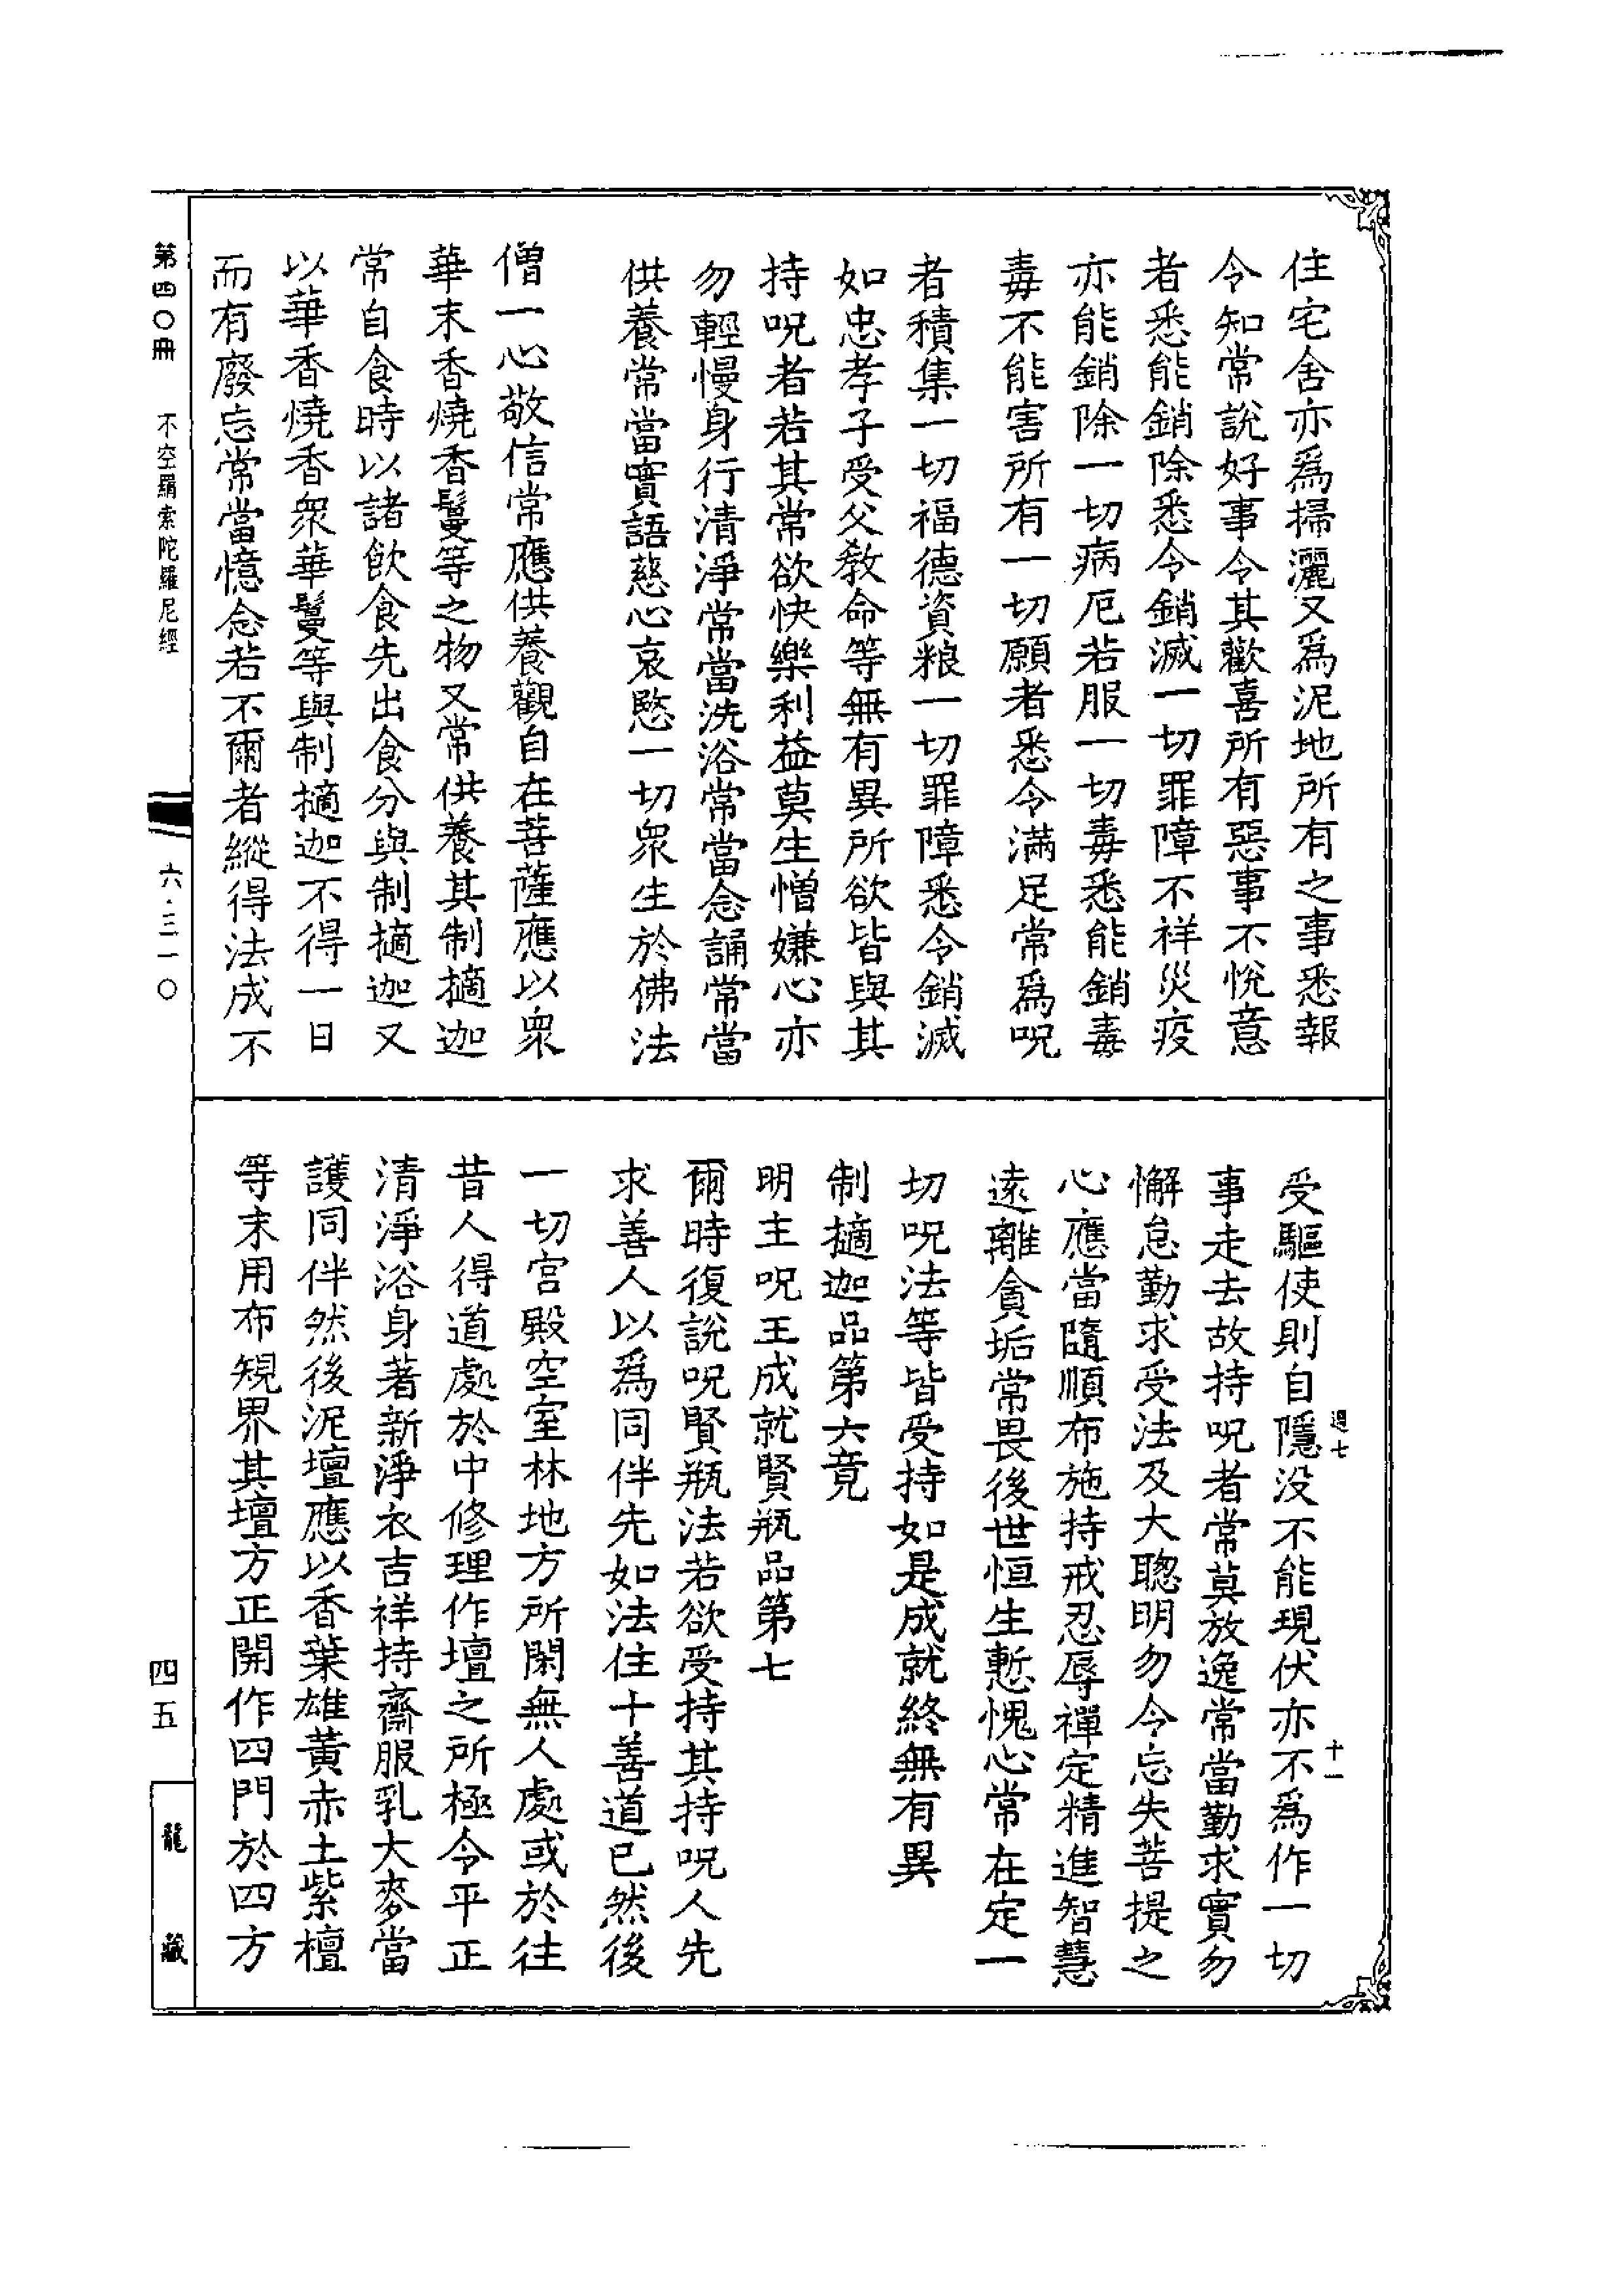 住宅舍亦爲掃灑又爲泥地所有之事悉報
令知常說好事令其歡喜所有惡事不悅意
者悉能銷除悉令銷滅一切罪障不祥災疫
亦能銷除一切病厄若服一切毒悉能銷毒
毒不能害所有一切願者悉令滿足常爲呪
者積集一切福德資粮一切罪障悉令銷滅
如忠孝子受父教命等無有異所欲皆與其
持呪者若其常欲快樂利益莫生憎嫌心亦
勿輕慢身行清淨常當洗浴常當念誦常當
供養常當實語慈心哀愍一切衆生於佛法
僧一心敬信常應供養觀自在菩薩應以衆
華末香燒香鬘等之物又常供養其制擿迦
常自食時以諸飲食先出食分與制擿迦又
以華香燒香衆華鬘等與制擿迦不得一日
而有廢忘常當憶念若不爾者縱得法成不
受驅使則自隱没不能現伏亦不爲作一切
事走去故持呪者常莫放逸常當勤求實勿
懈怠勤求受法及大聰明勿令忘失菩提之
心應當隨順布施持戒忍辱禪定精進智慧
遠離貪垢常畏後世恒生慙愧心常在定一
切呪法等皆受持如是成就終無有異
制擿迦品第六竟
明主呪王成就賢瓶品第七
爾時復說呪賢瓶法若欲受持其持呪人先
求善人以爲同伴先如法住十善道已然後
一切宫殿空室林地方所閑無人處或於往
昔人得道處於中修理作壇之所極令平正
清淨浴身著新淨衣吉祥持齋服乳大麥當
護同伴然後泥壇應以香葉雄黃赤土紫檀
等末用布規界其壇方正開作四門於四方
週七
十一
第四〇冊
不空羂索陀羅尼經
六·三一〇
四五
龍藏